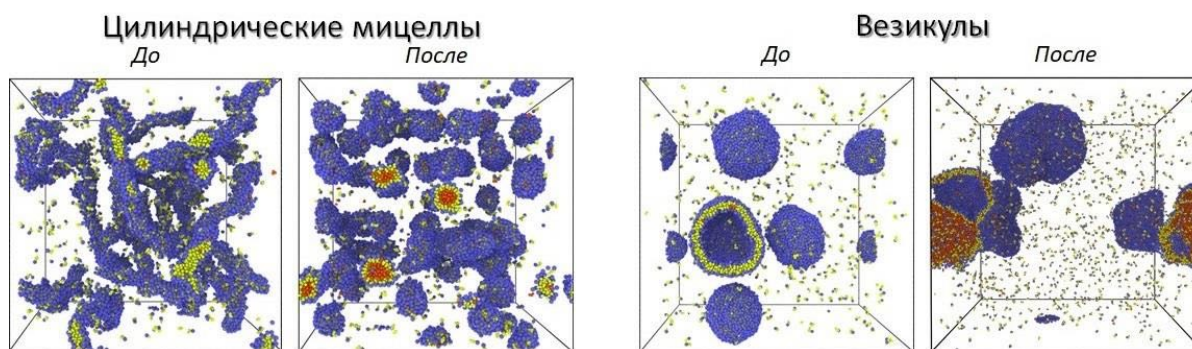 Цилиндрические мицеллы
До
После
Везикулы
До
После